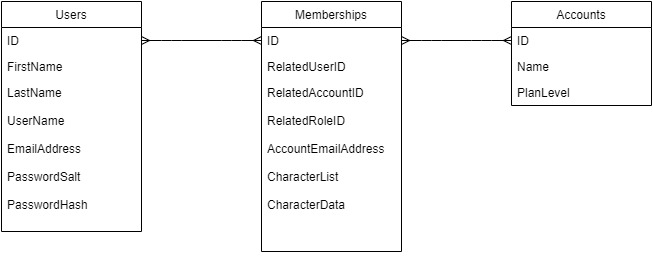 Users
ID
FirstName
LastName
UserName
EmailAddress
PasswordSalt
PasswordHash
Memberships
ID
RelatedUserID
RelatedAccountID
RelatedRoleID
AccountEmailAddress
CharacterList
CharacterData
Accounts
ID
Name
PlanLevel